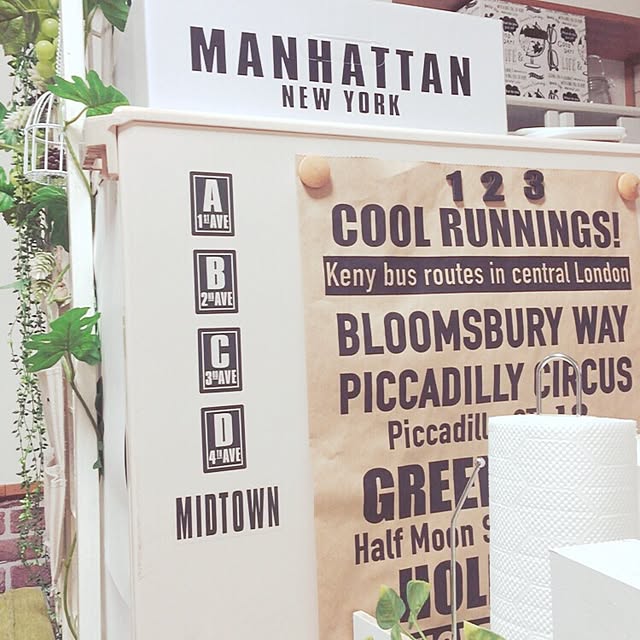 MANHATTAN
NEW YORK
A
1ST AVE
B
2ND AVE
C
3RD AVE
D
4TH AVE
MIDTOWN
1 2 3
COOL RUNNINGS!
Keny bus routes in central London
BLOOMSBURY WAY
PICCADILLY CIRCUS
Half Moon